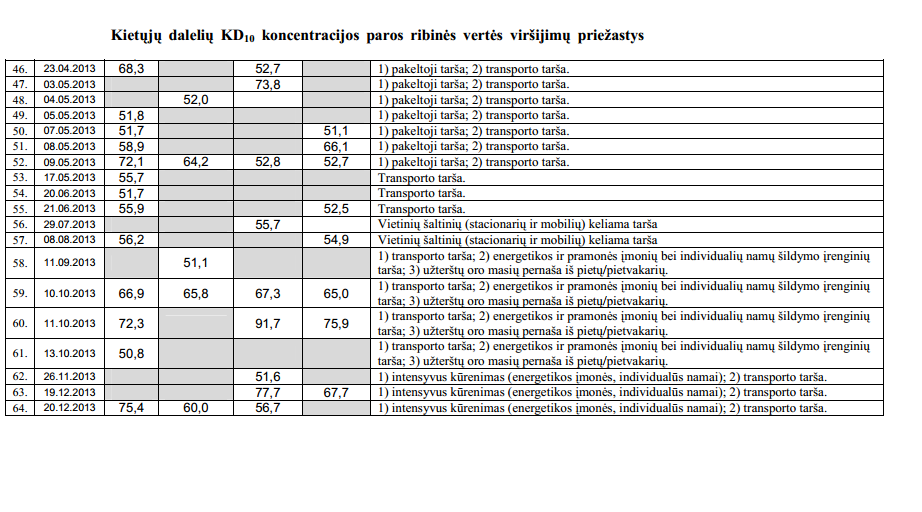 Kietųjų dalelių KD10 koncentracijos paros ribinės vertės viršijimų priežastys
46. 23.04.2013 68,3 52,7 1) pakeltoji tarša; 2) transporto tarša.
47. 03.05.2013 73,8 1) pakeltoji tarša; 2) transporto tarša.
48. 04.05.2013 52,0 1) pakeltoji tarša; 2) transporto tarša.
49. 05.05.2013 51,8 1) pakeltoji tarša; 2) transporto tarša.
50. 07.05.2013 51,7 51,1 1) pakeltoji tarša; 2) transporto tarša.
51. 08.05.2013 58,9 66,1 1) pakeltoji tarša; 2) transporto tarša.
52. 09.05.2013 72,1 64,2 52,8 52,7 1) pakeltoji tarša; 2) transporto tarša.
53. 17.05.2013 55,7 Transporto tarša.
54. 20.06.2013 51,7 Transporto tarša.
55. 21.06.2013 55,9 52,5 Transporto tarša.
56. 29.07.2013 55,7 Vietinių šaltinių (stacionarių ir mobilių) keliama tarša
57. 08.08.2013 56,2 54,9 Vietinių šaltinių (stacionarių ir mobilių) keliama tarša
58. 11.09.2013 51,1 1) transporto tarša; 2) energetikos ir pramonės įmonių bei individualių namų šildymo įrenginių
tarša; 3) užterštų oro masių pernaša iš pietų/pietvakarių.
59. 10.10.2013 66,9 65,8 67,3 65,0 1) transporto tarša; 2) energetikos ir pramonės įmonių bei individualių namų šildymo įrenginių
tarša; 3) užterštų oro masių pernaša iš pietų/pietvakarių.
60. 11.10.2013 72,3 91,7 75,9 1) transporto tarša; 2) energetikos ir pramonės įmonių bei individualių namų šildymo įrenginių
tarša; 3) užterštų oro masių pernaša iš pietų/pietvakarių.
61. 13.10.2013 50,8 1) transporto tarša; 2) energetikos ir pramonės įmonių bei individualių namų šildymo įrenginių
tarša; 3) užterštų oro masių pernaša iš pietų/pietvakarių.
62. 26.11.2013 51,6 1) intensyvus kūrenimas (energetikos įmonės, individualūs namai); 2) transporto tarša.
63. 19.12.2013 77,7 67,7 1) intensyvus kūrenimas (energetikos įmonės, individualūs namai); 2) transporto tarša.
64. 20.12.2013 75,4 60,0 56,7 1) intensyvus kūrenimas (energetikos įmonės, individualūs namai); 2) transporto tarša.